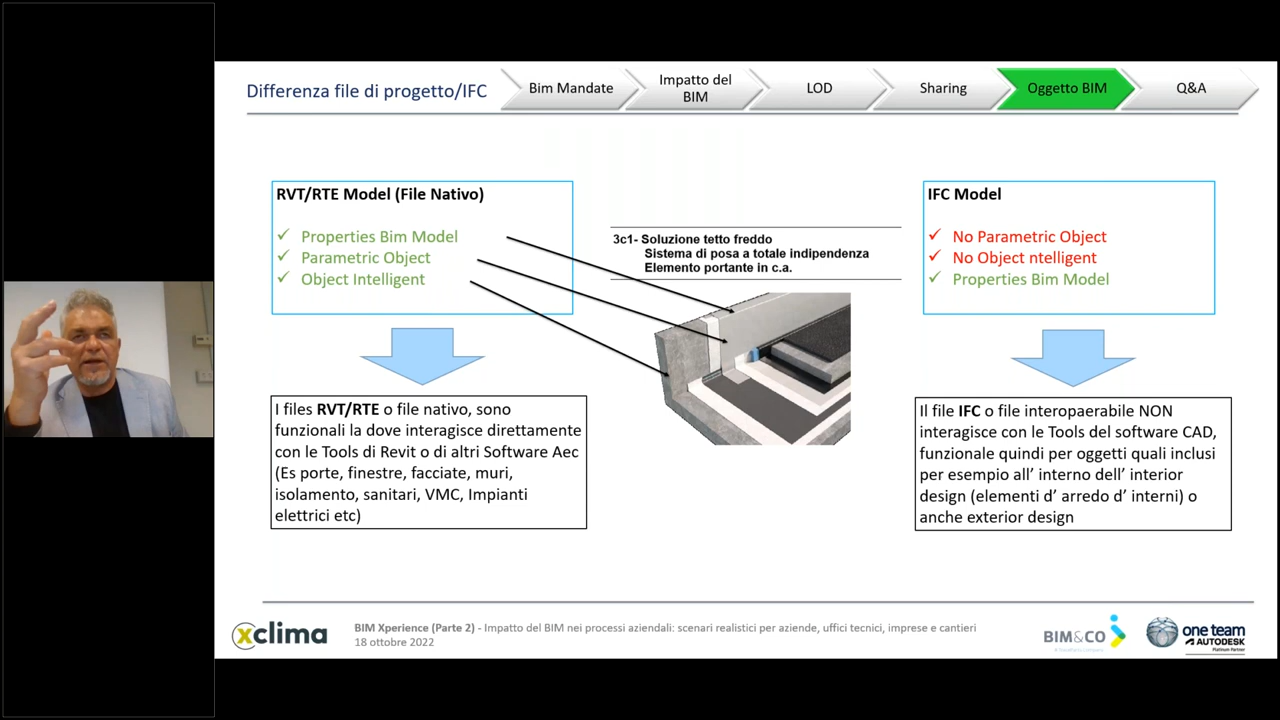 Differenza file di progetto/IFC
Bim Mandate
Impatto del
BIM
LOD
Sharing
Oggetto BIM
Q&A
RVT/RTE Model (File Nativo)
Properties Bim Model
Parametric Object
Object Intelligent
3c1- Soluzione tetto freddo
Sistema di posa a totale indipendenza
Elemento portante in c.a.
IFC Model
No Parametric Object
No Object ntelligent
Properties Bim Model
I files RVT/RTE o file nativo, sono
funzionali la dove interagisce direttamente
con le Tools di Revit o di altri Software Aec
(Es porte, finestre, facciate, muri,
isolamento, sanitari, VMC, Impianti
elettrici etc)
Il file IFC o file interopaerabile NON
interagisce con le Tools del software CAD,
funzionale quindi per oggetti quali inclusi
per esempio all' interno dell' interior
design (elementi d' arredo d' interni) o
anche exterior design
xclima
BIM Xperience (Parte 2) - Impatto del BIM nei processi aziendali: scenari realistici per aziende, uffici tecnici, imprese e cantieri
18 ottobre 2022
BIM&CO
one team
AUTODESK
Platinum Partner